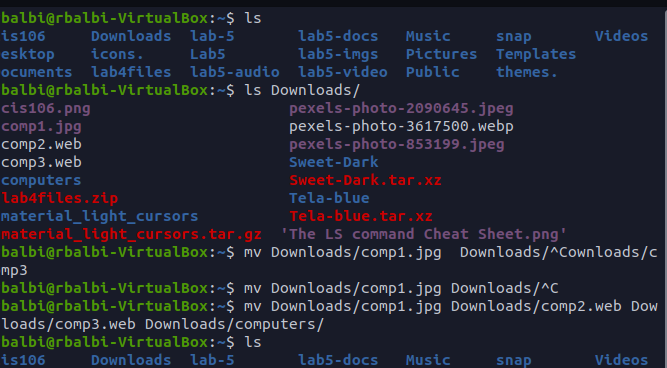 balbi@rbalbi-VirtualBox:~$ ls
is106 Downloads lab-5 lab5-docs Music snap Videos
esktop icons. Lab5 lab5-imgs Pictures Templates
ocuments lab4files lab5-audio lab5-video Public themes.
balbi@rbalbi-VirtualBox:~$ ls Downloads/
cis106.png pexels-photo-2090645.jpeg
comp1.jpg pexels-photo-3617500.webp
comp2.web pexels-photo-853199.jpeg
comp3.web Sweet-Dark
computers Sweet-Dark.tar.xz
lab4files.zip Tela-blue
material_light_cursors Tela-blue.tar.xz
material_light_cursors.tar.gz 'The LS command Cheat Sheet.png'
balbi@rbalbi-VirtualBox:~$ mv Downloads/comp1.jpg  Downloads/^Cownloads/c
mp3
balbi@rbalbi-VirtualBox:~$ mv Downloads/comp1.jpg Downloads/^C
balbi@rbalbi-VirtualBox:~$ mv Downloads/comp1.jpg Downloads/comp2.web Dow
loads/comp3.web Downloads/computers/
balbi@rbalbi-VirtualBox:~$ ls
is106 Downloads lab-5 lab5-docs Music snap Videos